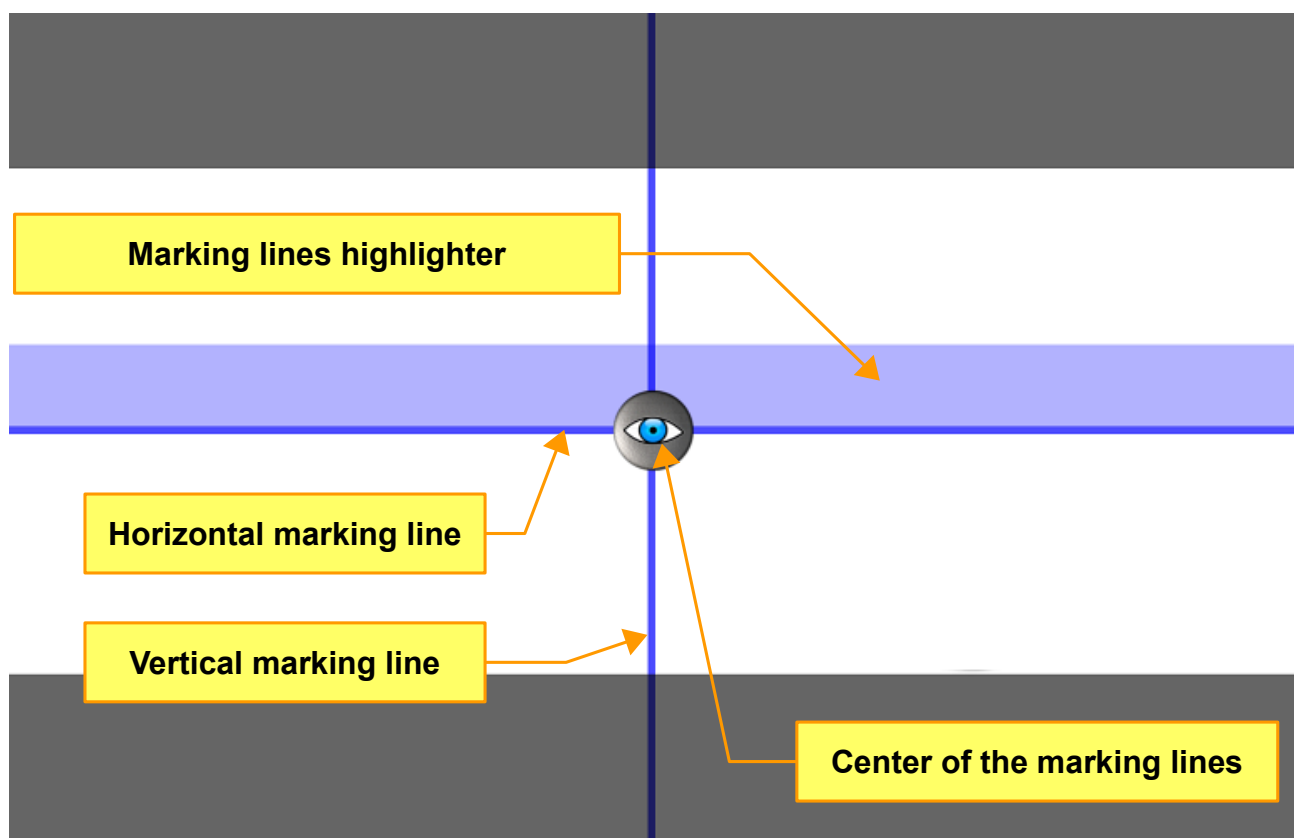 Marking lines highlighter
Horizontal marking line
Vertical marking line
Center of the marking lines